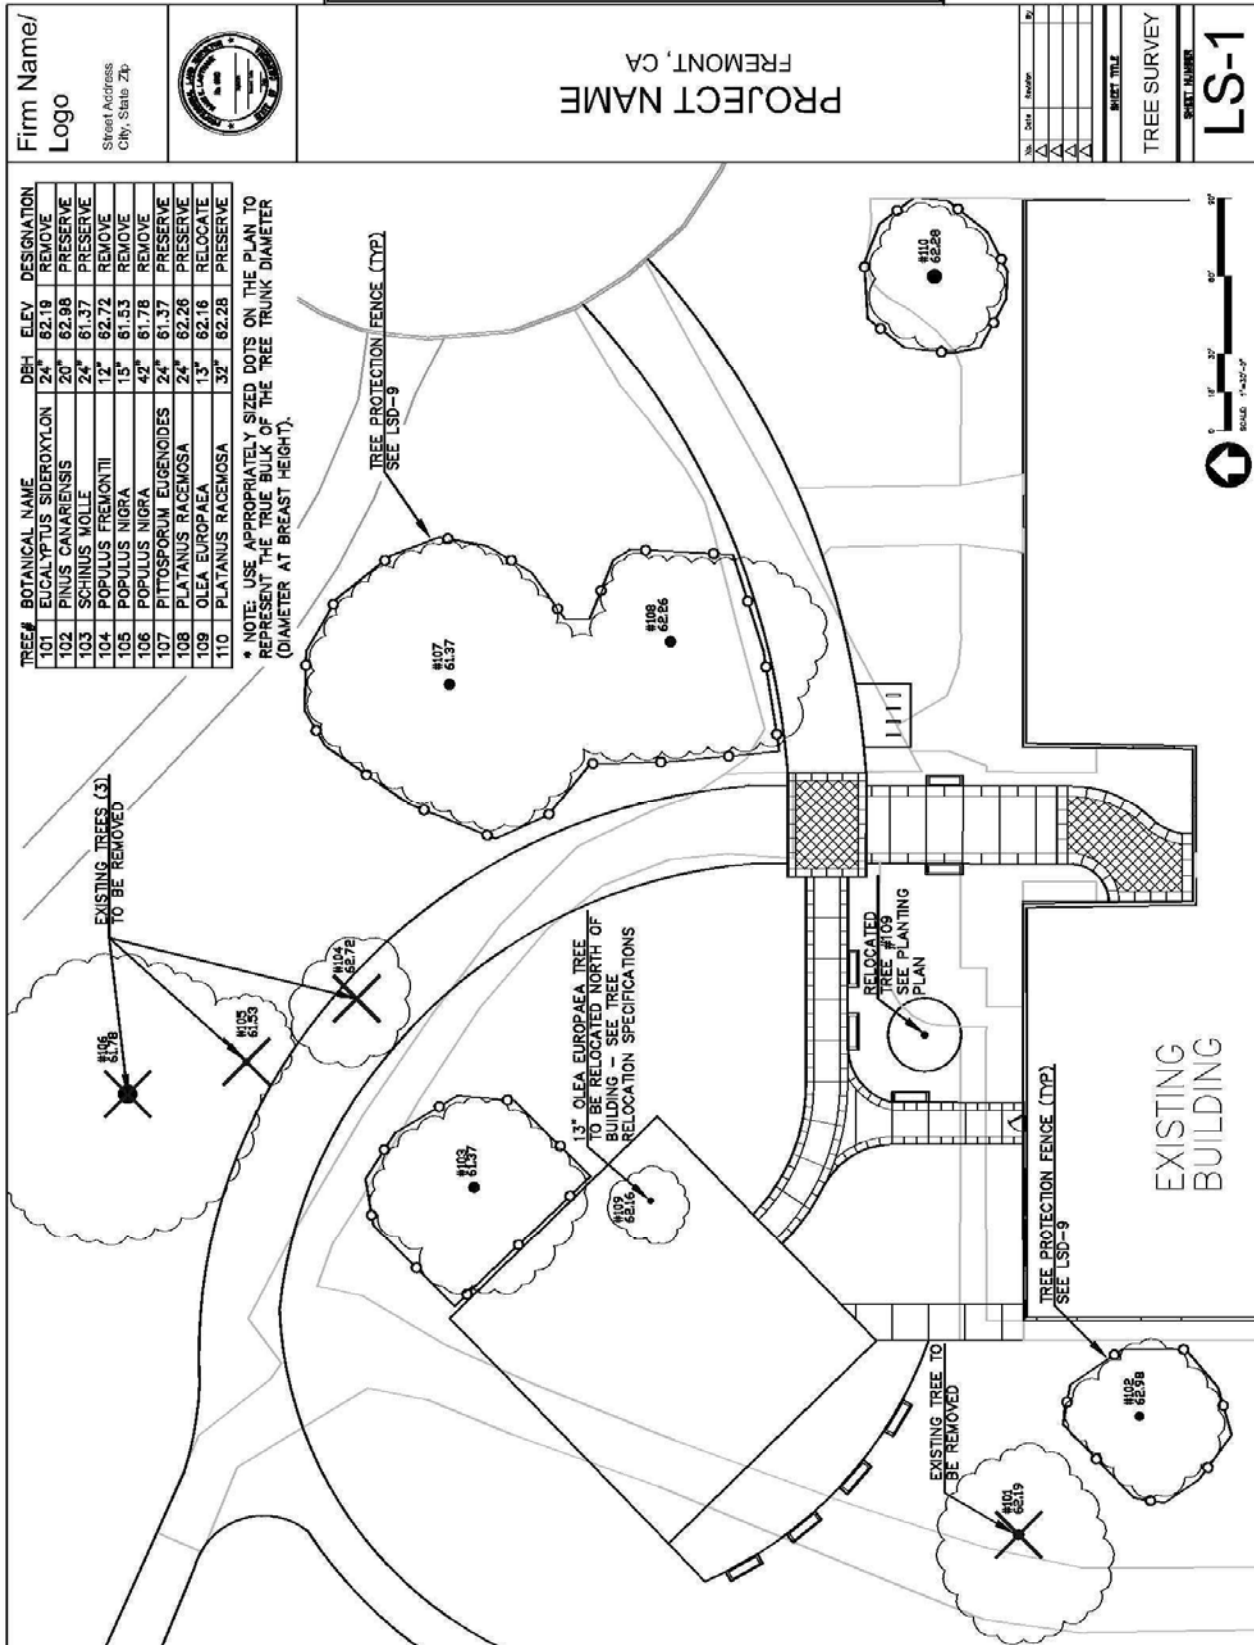 Firm Name/
Logo
Street Address
City, State Zip
PROJECT NAME
FREMONT, CA
No. Date Revision By
SHEET TITLE
TREE SURVEY
SHEET NUMBER
LS-1
TREE# BOTANICAL NAME DBH ELEV DESIGNATION
101 EUCALYPTUS SIDEROXYLON 24" 62.19 REMOVE
102 PINUS CANARIENSIS 20" 62.98 PRESERVE
103 SCHINUS MOLLE 24" 61.37 PRESERVE
104 POPULUS FREMONTII 12" 62.72 REMOVE
105 POPULUS NIGRA 15" 61.53 REMOVE
106 POPULUS NIGRA 42" 61.78 REMOVE
107 PITTOSPORUM EUGENOIDES 24" 61.37 PRESERVE
108 PLATANUS RACEMOSA 24" 62.26 PRESERVE
109 OLEA EUROPAEA 13" 62.16 RELOCATE
110 PLATANUS RACEMOSA 32" 62.28 PRESERVE
* NOTE: USE APPROPRIATELY SIZED DOTS ON THE PLAN TO
REPRESENT THE TRUE BULK OF THE TREE TRUNK DIAMETER
(DIAMETER AT BREAST HEIGHT).
EXISTING TREES (3)
TO BE REMOVED
TREE PROTECTION FENCE (TYP)
SEE LSD-9
#106
61.78
#105
61.53
#104
62.72
#107
61.37
#108
62.26
#103
61.37
13" OLEA EUROPAEA TREE
TO BE RELOCATED NORTH OF
BUILDING - SEE TREE
RELOCATION SPECIFICATIONS
#109
62.16
RELOCATED
TREE #109
SEE PLANTING
PLAN
#110
62.28
EXISTING TREE TO
BE REMOVED
#101
62.19
TREE PROTECTION FENCE (TYP)
SEE LSD-9
#102
62.98
EXISTING
BUILDING